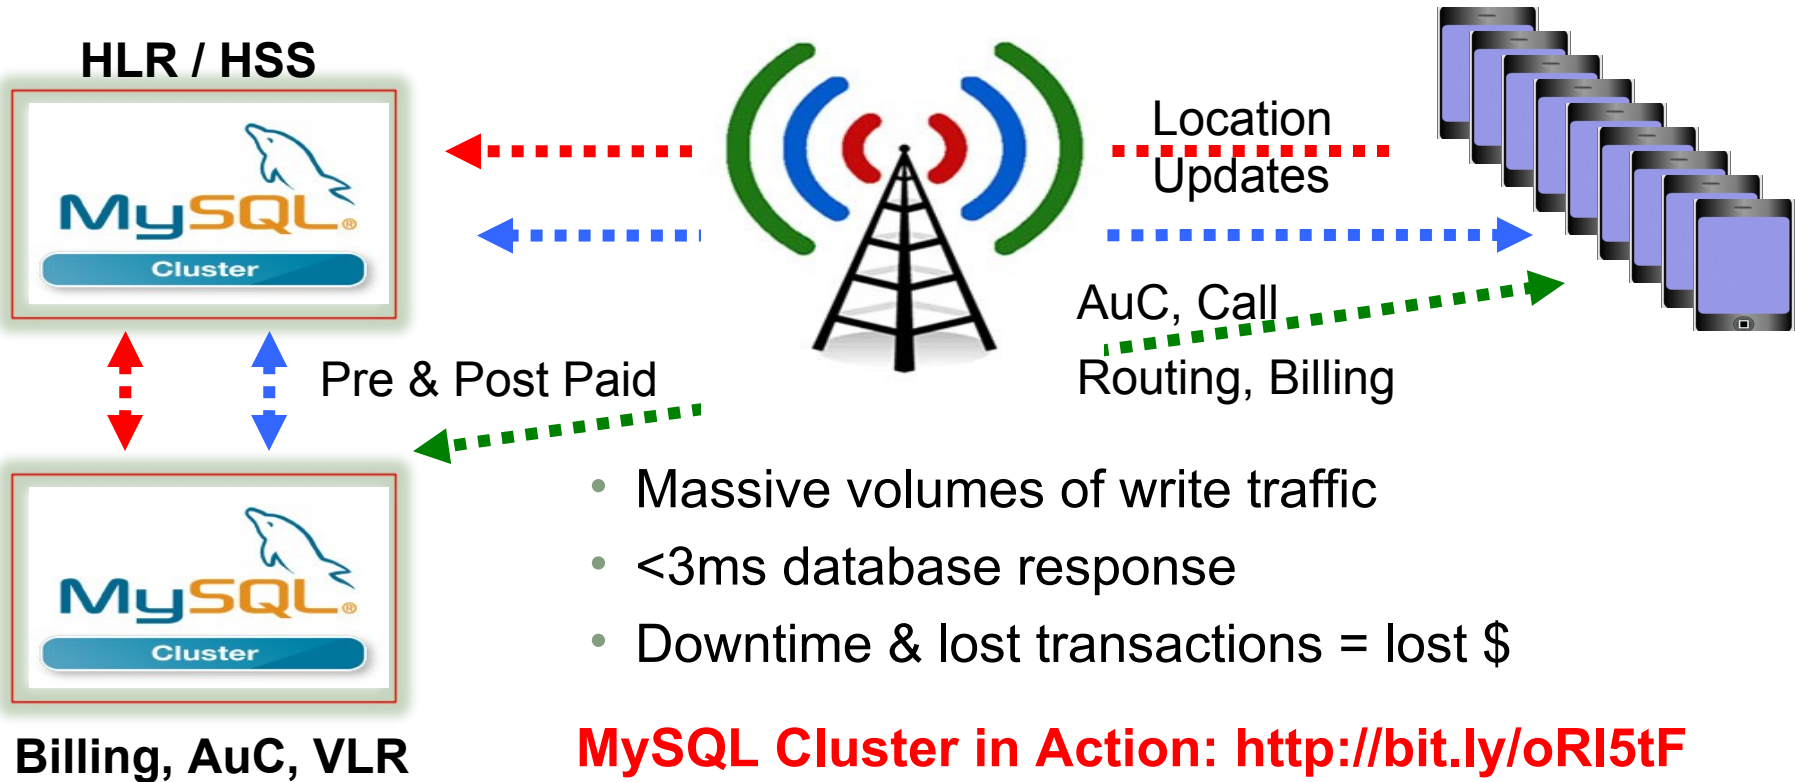 HLR / HSS
MySQL®
Cluster
Location
Updates
AuC, Call
Routing, Billing
Pre & Post Paid
MySQL®
Cluster
Billing, AuC, VLR
• Massive volumes of write traffic
• <3ms database response
• Downtime & lost transactions = lost $
MySQL Cluster in Action: http://bit.ly/oRI5tF